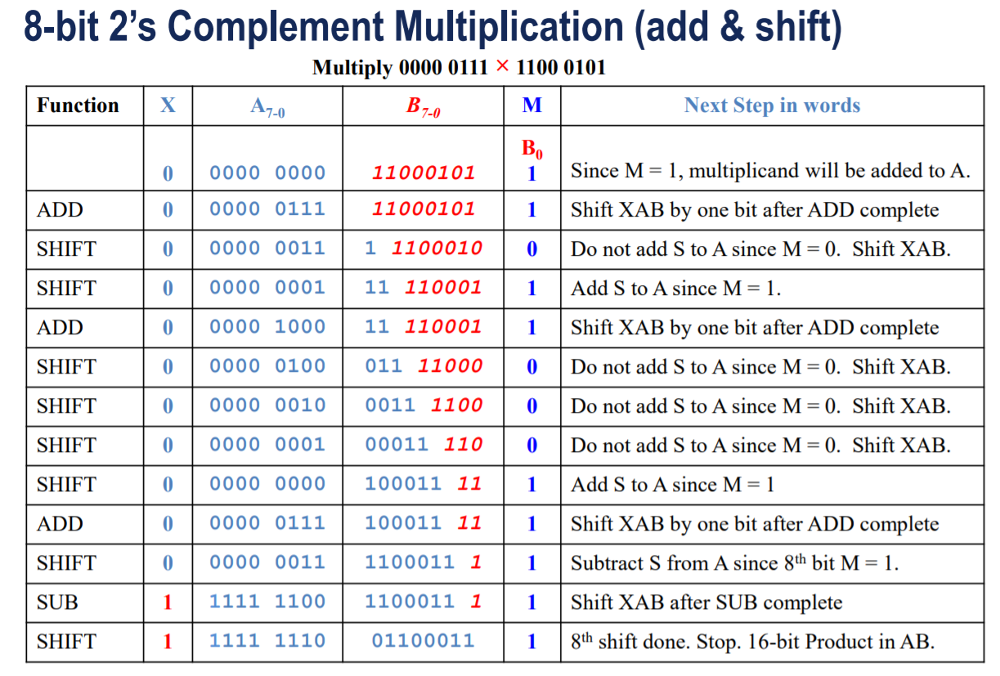 8-bit 2’s Complement Multiplication (add & shift)
Multiply 0000 0111 × 1100 0101
Function X A7-0 B7-0 M Next Step in words
B0
0 0000 0000 11000101 1 Since M = 1, multiplicand will be added to A.
ADD 0 0000 0111 11000101 1 Shift XAB by one bit after ADD complete
SHIFT 0 0000 0011 1 1100010 0 Do not add S to A since M = 0. Shift XAB.
SHIFT 0 0000 0001 11 110001 1 Add S to A since M = 1.
ADD 0 0000 1000 11 110001 1 Shift XAB by one bit after ADD complete
SHIFT 0 0000 0100 011 11000 0 Do not add S to A since M = 0. Shift XAB.
SHIFT 0 0000 0010 0011 1100 0 Do not add S to A since M = 0. Shift XAB.
SHIFT 0 0000 0001 00011 110 0 Do not add S to A since M = 0. Shift XAB.
SHIFT 0 0000 0000 100011 11 1 Add S to A since M = 1
ADD 0 0000 0111 100011 11 1 Shift XAB by one bit after ADD complete
SHIFT 0 0000 0011 1100011 1 1 Subtract S from A since 8th bit M = 1.
SUB 1 1111 1100 1100011 1 1 Shift XAB after SUB complete
SHIFT 1 1111 1110 01100011 1 8th shift done. Stop. 16-bit Product in AB.